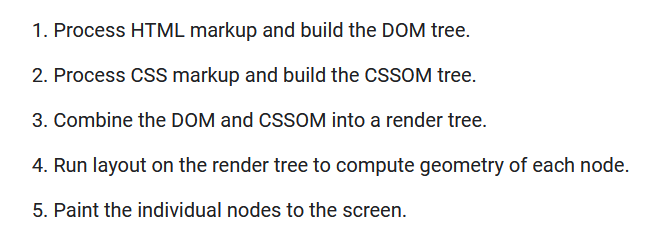 1. Process HTML markup and build the DOM tree.
2. Process CSS markup and build the CSSOM tree.
3. Combine the DOM and CSSOM into a render tree.
4. Run layout on the render tree to compute geometry of each node.
5. Paint the individual nodes to the screen.